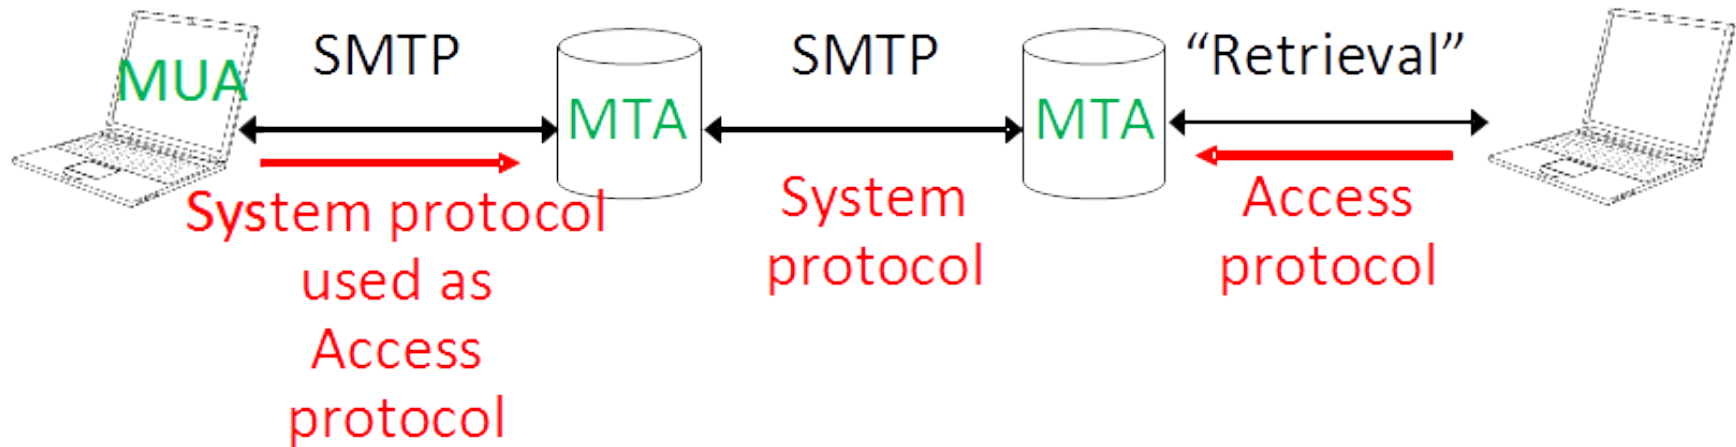 MUA
SMTP
MTA
SMTP
MTA
“Retrieval”
System protocol
used as
Access
protocol
System
protocol
Access
protocol